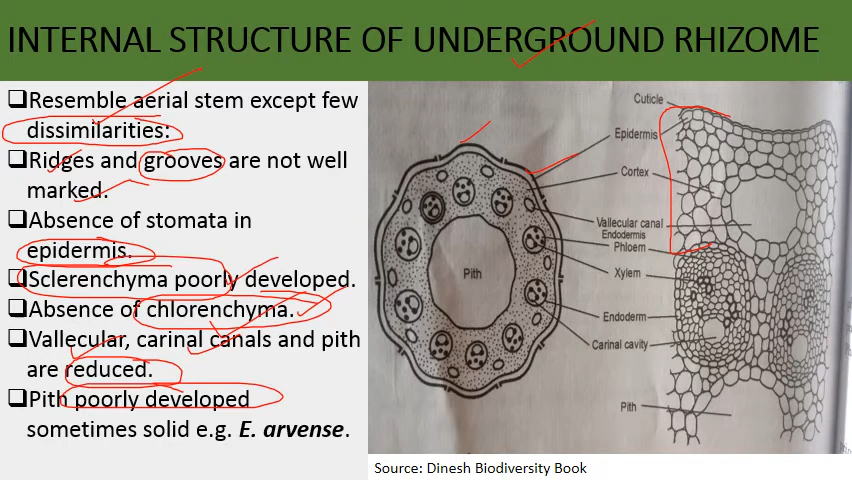 INTERNAL STRUCTURE OF UNDERGROUND RHIZOME
Resemble aerial stem except few
dissimilarities:
Ridges and grooves are not well
marked.
Absence of stomata in
epidermis.
Sclerenchyma poorly developed.
Absence of chlorenchyma.
Vallecular, carinal canals and pith
are reduced.
Pith poorly developed
sometimes solid e.g. E. arvense.
Cuticle
Epidermis
Cortex
Vallecular canal
Endodermis
Phloem
Xylem
Endoderm
Carinal cavity
Pith
Pith
Source: Dinesh Biodiversity Book